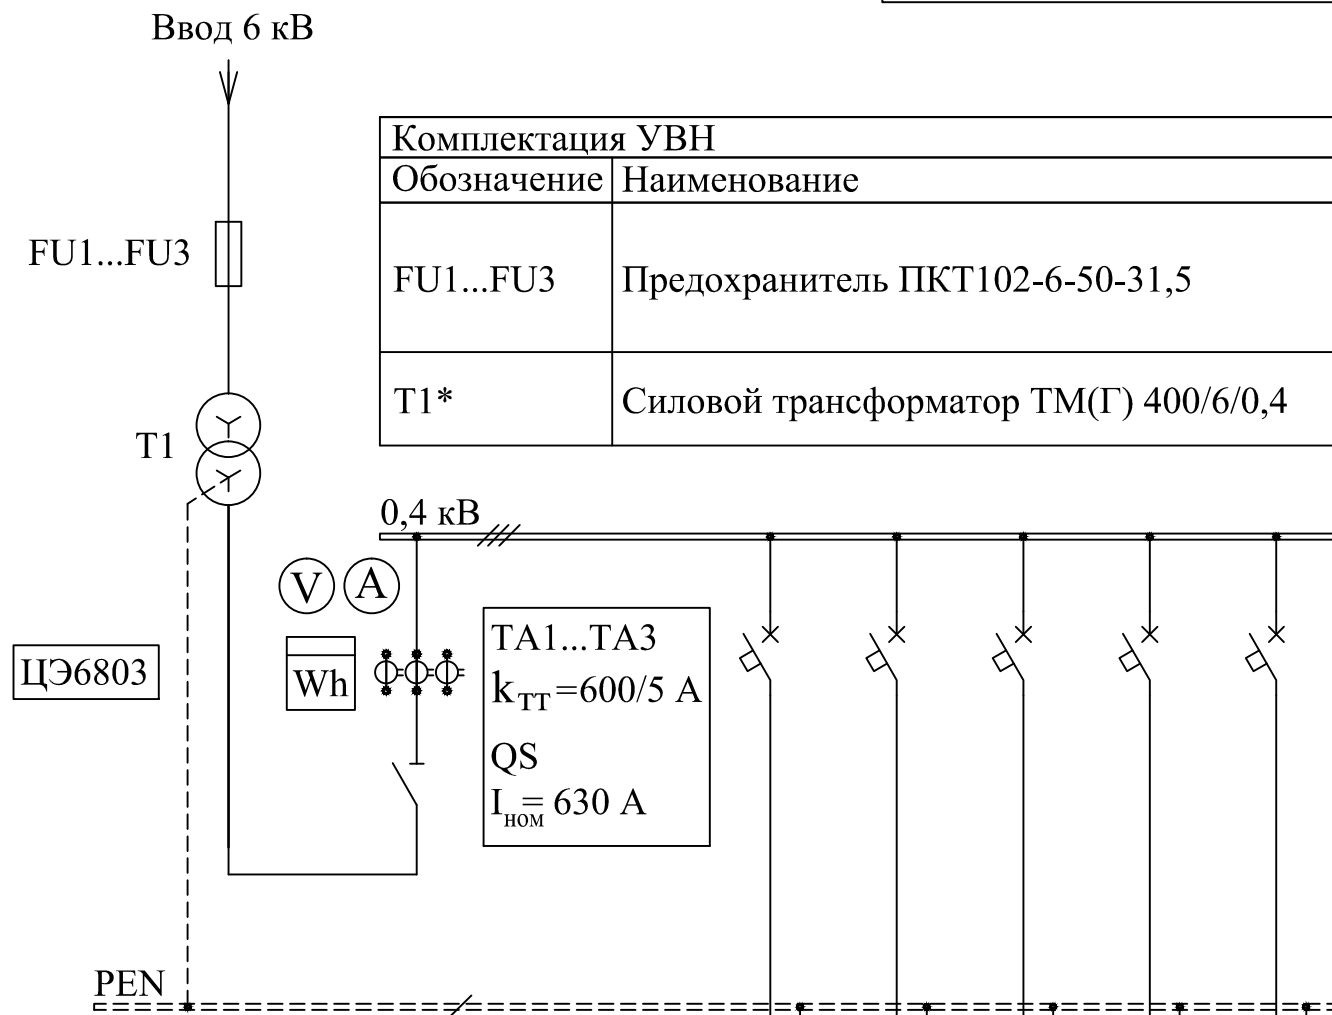 Ввод 6 кВ
Комплектация УВН
Обозначение Наименование
FU1...FU3
FU1...FU3 Предохранитель ПКТ102-6-50-31,5
T1* Силовой трансформатор ТМ(Г) 400/6/0,4
T1
0,4 кВ
V A
TA1...TA3
ЦЭ6803
Wh
kТТ=600/5 А
QS
Iном= 630 А
PEN